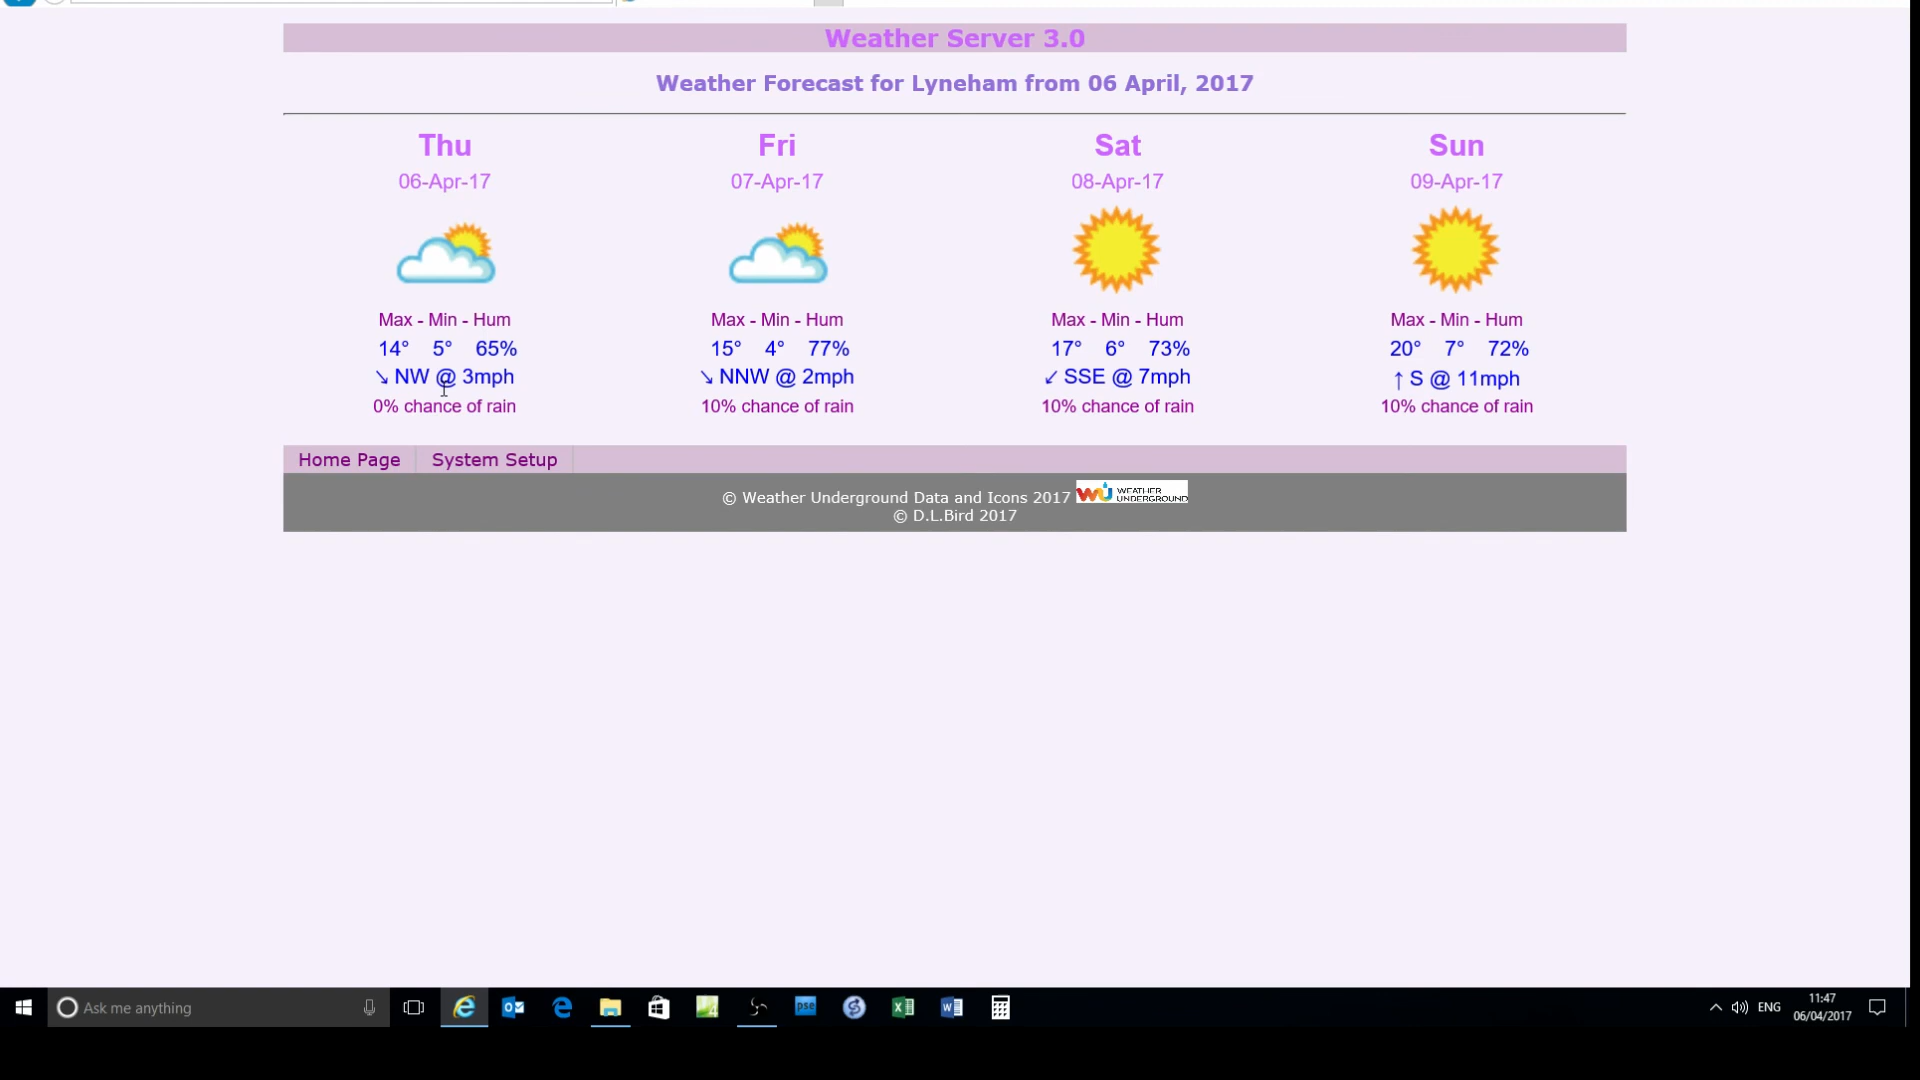 Weather Server 3.0
Weather Forecast for Lyneham from 06 April, 2017
Thu
06-Apr-17
Max - Min - Hum
14° 5° 65%
↘ NW @ 3mph
0% chance of rain
Fri
07-Apr-17
Max - Min - Hum
15° 4° 77%
↘ NNW @ 2mph
10% chance of rain
Sat
08-Apr-17
Max - Min - Hum
17° 6° 73%
↙ SSE @ 7mph
10% chance of rain
Sun
09-Apr-17
Max - Min - Hum
20° 7° 72%
↑ S @ 11mph
10% chance of rain
Home Page System Setup
© Weather Underground Data and Icons 2017 WEATHER UNDERGROUND
© D.L.Bird 2017
Ask me anything
pse
ENG
11:47
06/04/2017